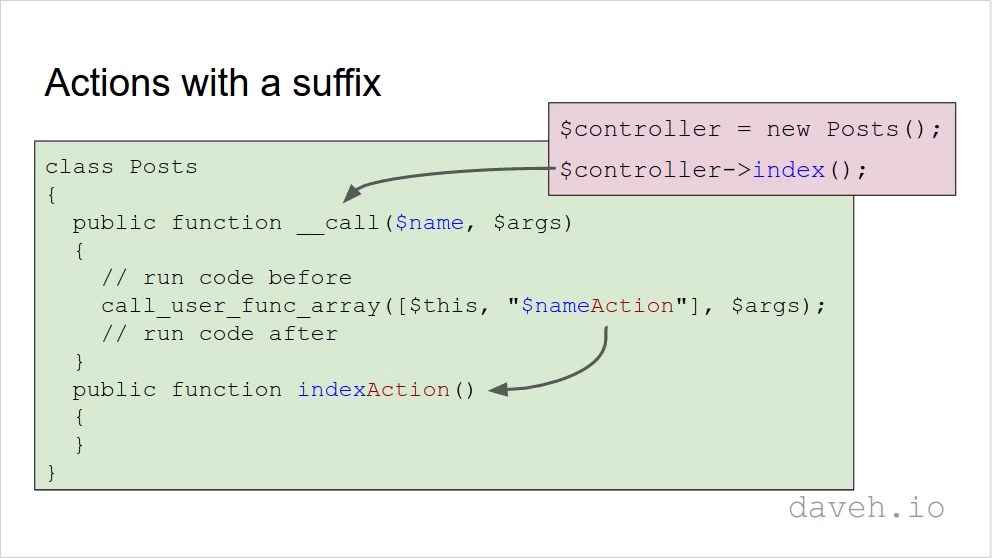 Actions with a suffix
$controller = new Posts();
$controller->index();
class Posts
{
public function __call($name, $args)
{
// run code before
call_user_func_array([$this, "$nameAction"], $args);
// run code after
}
public function indexAction()
{
}
}
daveh.io